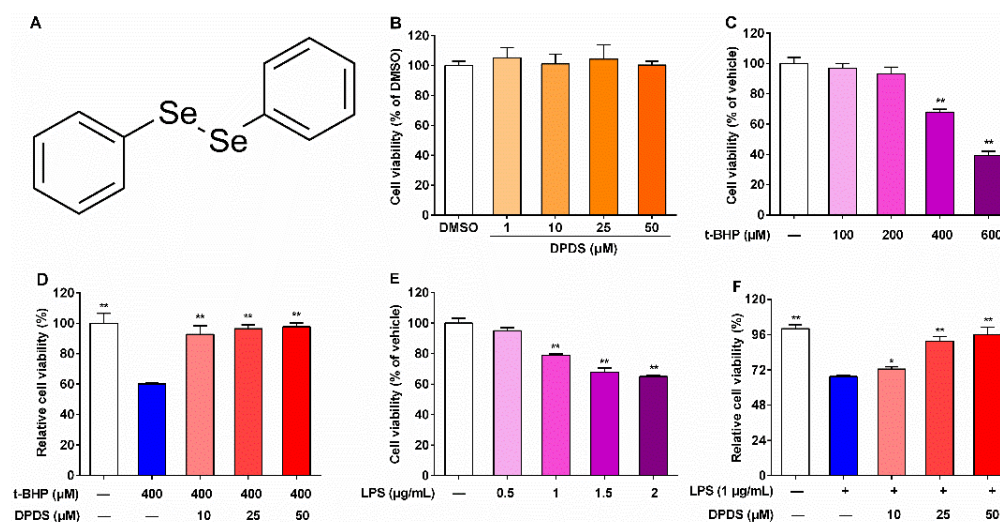 A
Se
Se
B
Cell viability (% of DMSO)
120
100
80
60
40
20
0
DMSO 1 10 25 50
DPDS (µM)
C
Cell viability (% of vehicle)
120
100
80
60
40
20
0
## **
t-BHP (µM) — 100 200 400 600
D
Relative cell viability (%)
120
100
80
60
40
20
0
** ** ** **
t-BHP (µM) — 400 400 400 400
DPDS (µM) — — 10 25 50
E
Cell viability (% of vehicle)
120
100
80
60
40
20
0
## ## **
LPS (µg/mL) — 0.5 1 1.5 2
F
Relative cell viability (%)
120
96
72
48
24
0
** * ** **
LPS (1 µg/mL) — + + + +
DPDS (µM) — — 10 25 50